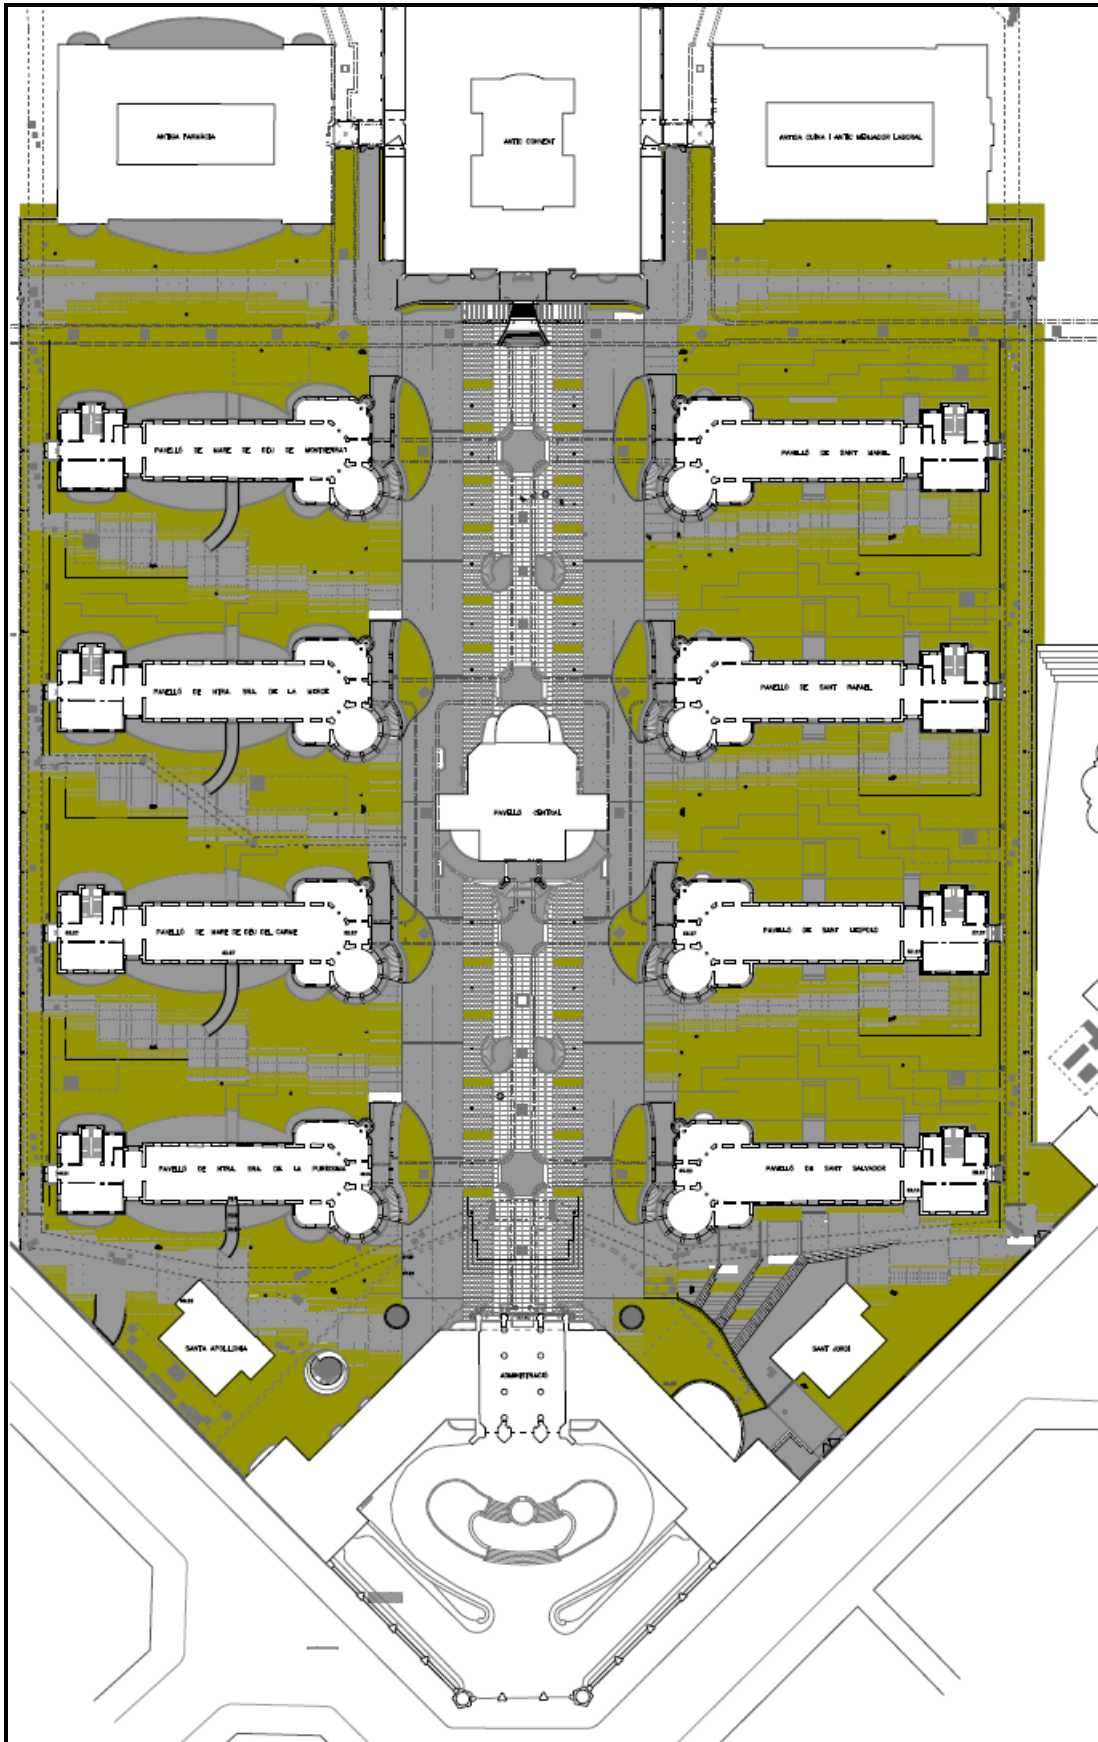 ANTIGA FARMÀCIA
ANTIC CONVENT
ANTIGA CUINA I ANTIC MENJADOR LABORAL
PAVELLÓ DE MARE DE DÉU DE MONTSERRAT
PAVELLÓ DE SANT MANEL
PAVELLÓ DE NTRA. SRA. DE LA MERCÈ
PAVELLÓ DE SANT RAFAEL
PAVELLÓ CENTRAL
PAVELLÓ DE MARE DE DÉU DEL CARME
PAVELLÓ DE SANT LEOPOLD
PAVELLÓ DE NTRA. SRA. DE LA PURÍSSIMA
PAVELLÓ DE SANT SALVADOR
SANTA APOL·LONIA
ADMINISTRACIÓ
SANT JORDI